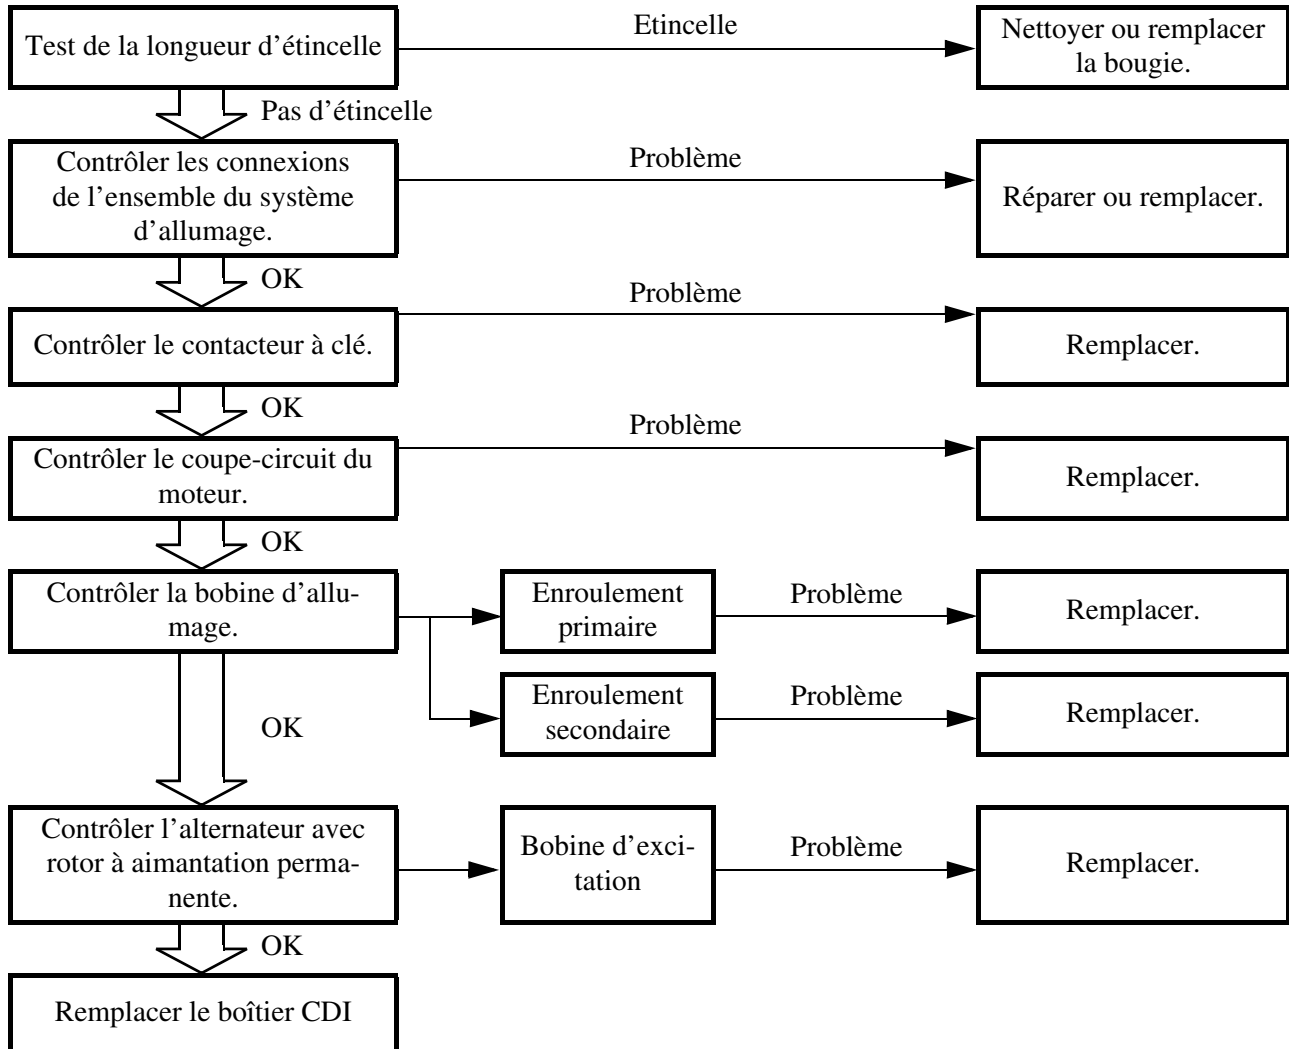 Test de la longueur d’étincelle
Etincelle
Nettoyer ou remplacer
la bougie.
Pas d’étincelle
Contrôler les connexions
de l’ensemble du système
d’allumage.
Problème
Réparer ou remplacer.
OK
Contrôler le contacteur à clé.
Problème
Remplacer.
OK
Contrôler le coupe-circuit du
moteur.
Problème
Remplacer.
OK
Contrôler la bobine d’allu-
mage.
Enroulement
primaire
Problème
Remplacer.
Enroulement
secondaire
Problème
Remplacer.
OK
Contrôler l’alternateur avec
rotor à aimantation perma-
nente.
Bobine d’exci-
tation
Problème
Remplacer.
OK
Remplacer le boîtier CDI